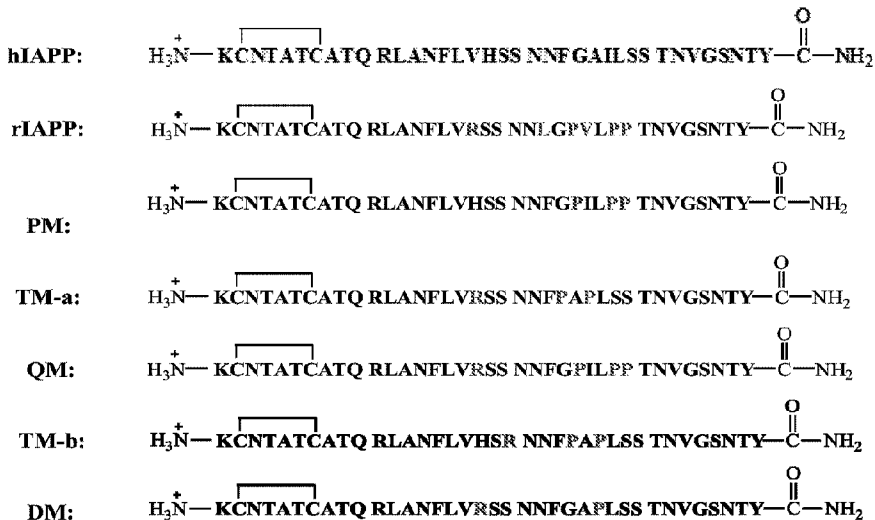 hIAPP: H₃N⁺— KCNTATCATQ RLANFLVHSS NNFGAILSS TNVGSNTY—C(=O)—NH₂
rIAPP: H₃N⁺— KCNTATCATQ RLANFLVRSS NNLGPVLPP TNVGSNTY—C(=O)—NH₂
PM: H₃N⁺— KCNTATCATQ RLANFLVHSS NNFGPILPP TNVGSNTY—C(=O)—NH₂
TM-a: H₃N⁺— KCNTATCATQ RLANFLVRSS NNFPAPLSS TNVGSNTY—C(=O)—NH₂
QM: H₃N⁺— KCNTATCATQ RLANFLVRSS NNFGPILPP TNVGSNTY—C(=O)—NH₂
TM-b: H₃N⁺— KCNTATCATQ RLANFLVHSR NNFPAPLSS TNVGSNTY—C(=O)—NH₂
DM: H₃N⁺— KCNTATCATQ RLANFLVRSS NNFGAPLSS TNVGSNTY—C(=O)—NH₂